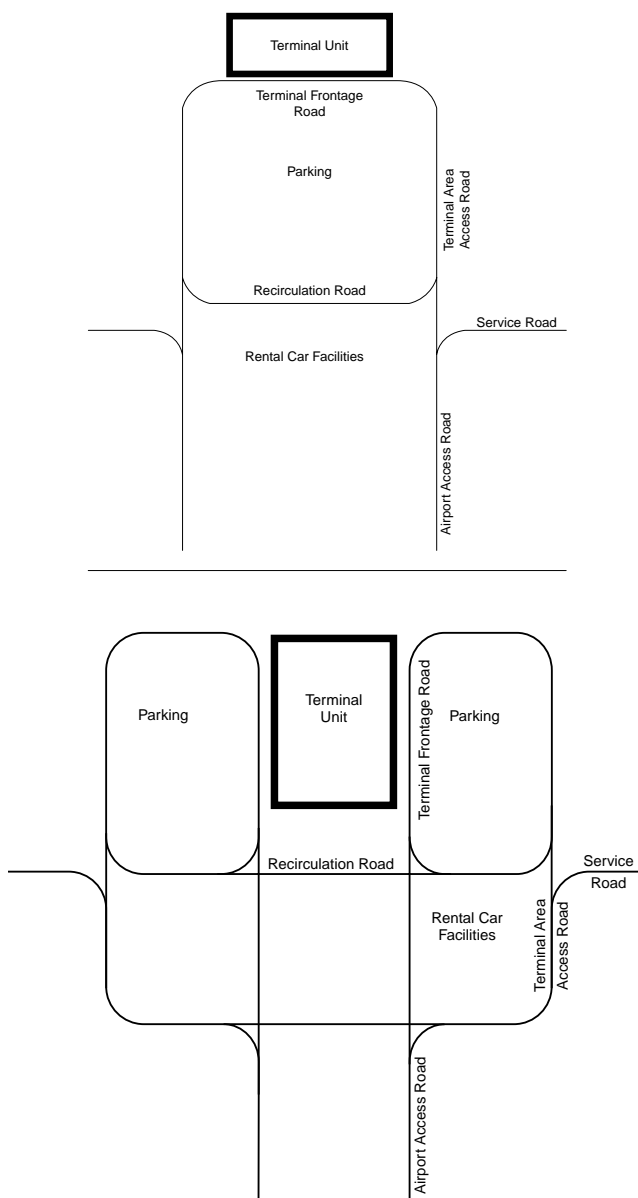 Terminal Unit
Terminal Frontage
Road
Parking
Terminal Area
Access Road
Recirculation Road
Service Road
Rental Car Facilities
Airport Access Road
Parking
Terminal
Unit
Terminal Frontage Road
Parking
Recirculation Road
Service
Road
Rental Car
Facilities
Terminal Area
Access Road
Airport Access Road